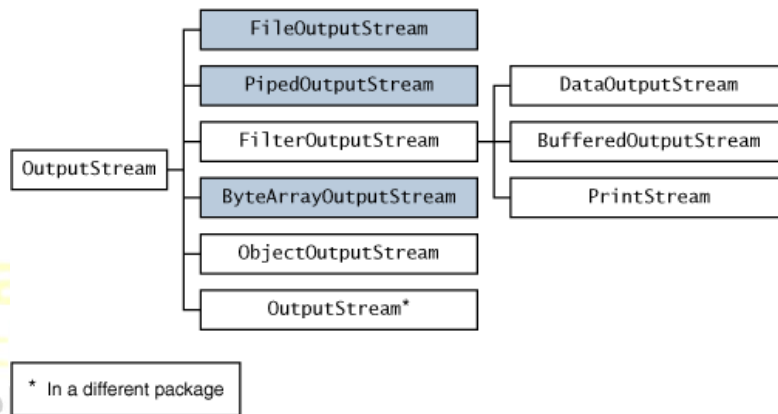 FileOutputStream
PipedOutputStream
DataOutputStream
FilterOutputStream
BufferedOutputStream
OutputStream
ByteArrayOutputStream
PrintStream
ObjectOutputStream
OutputStream*
* In a different package